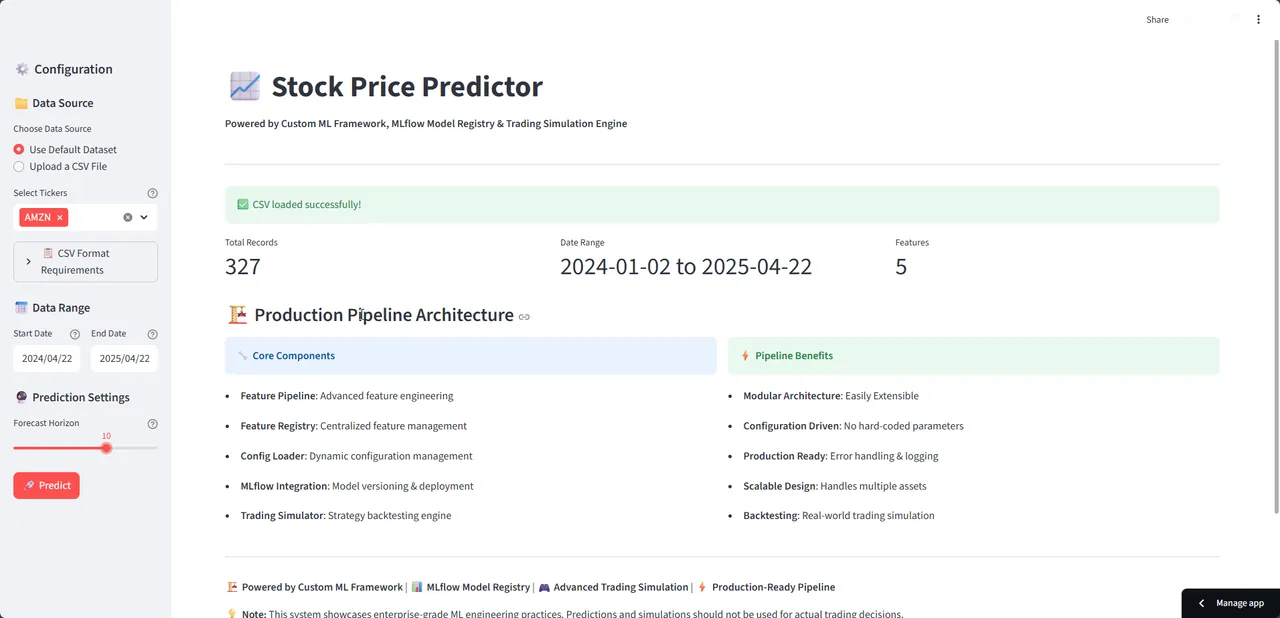 Share
Configuration
Data Source
Choose Data Source
Use Default Dataset
Upload a CSV File
Select Tickers
AMZN
CSV Format
Requirements
Data Range
Start Date End Date
2024/04/22 2025/04/22
Prediction Settings
Forecast Horizon
10
Predict
Stock Price Predictor
Powered by Custom ML Framework, MLflow Model Registry & Trading Simulation Engine
CSV loaded successfully!
Total Records
327
Date Range
2024-01-02 to 2025-04-22
Features
5
Production Pipeline Architecture
Core Components
Feature Pipeline: Advanced feature engineering
Feature Registry: Centralized feature management
Config Loader: Dynamic configuration management
MLflow Integration: Model versioning & deployment
Trading Simulator: Strategy backtesting engine
Pipeline Benefits
Modular Architecture: Easily Extensible
Configuration Driven: No hard-coded parameters
Production Ready: Error handling & logging
Scalable Design: Handles multiple assets
Backtesting: Real-world trading simulation
Powered by Custom ML Framework | MLflow Model Registry | Advanced Trading Simulation | Production-Ready Pipeline
Note: This system showcases enterprise-grade ML engineering practices. Predictions and simulations should not be used for actual trading decisions.
Manage app